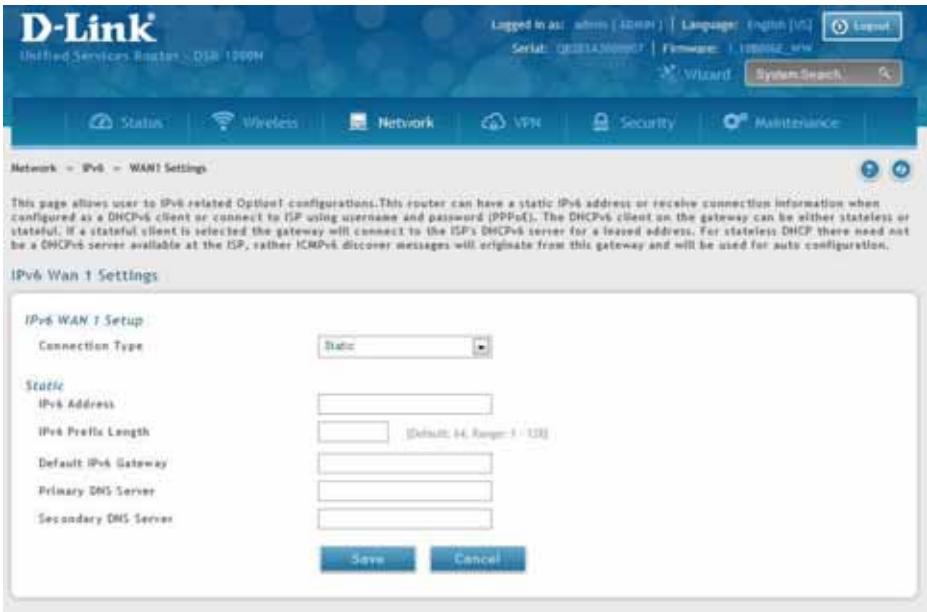 D-Link
Unified Services Router - DSR-1000N
Logged in as: admin [ ADMIN ] | Language: English [US]
Logout
Serial: | Firmware:
Wizard
System Search
Status
Wireless
Network
VPN
Security
Maintenance
Network » IPv6 » WAN1 Settings
This page allows user to IPv6 related Option1 configurations.This router can have a static IPv6 address or receive connection information when
configured as a DHCPv6 client or connect to ISP using username and password (PPPoE). The DHCPv6 client on the gateway can be either stateless or
stateful. If a stateful client is selected the gateway will connect to the ISP's DHCPv6 server for a leased address. For stateless DHCP there need not
be a DHCPv6 server available at the ISP, rather ICMPv6 discover messages will originate from this gateway and will be used for auto configuration.
IPv6 Wan 1 Settings
IPv6 WAN 1 Setup
Connection Type
Static
Static
IPv6 Address
IPv6 Prefix Length
[Default: 64, Range: 1 - 128]
Default IPv6 Gateway
Primary DNS Server
Secondary DNS Server
Save
Cancel